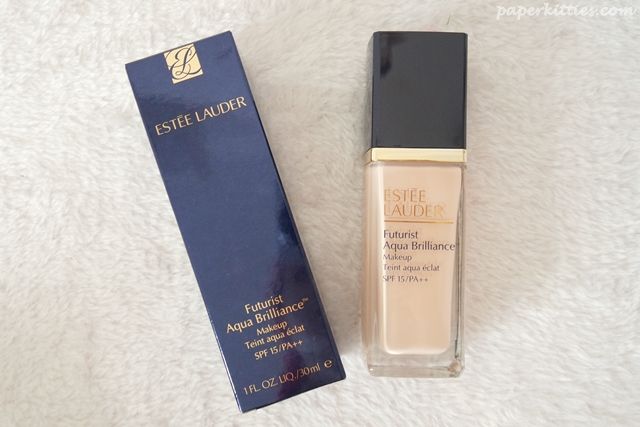 paperkitties.com
ESTĒE LAUDER
Futurist
Aqua Brilliance™
Makeup
Teint aqua éclat
SPF 15/PA++
1 FL. OZ. LIQ./30ml ℮
ESTĒE
LAUDER
Futurist
Aqua Brilliance
Makeup
Teint aqua éclat
SPF 15/PA++